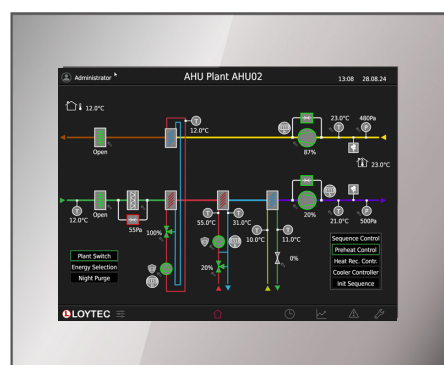 Administrator
AHU Plant AHU02
13:08 28.08.24
12.0°C
T
12.0°C
23.0°C
480Pa
T
P
Open
87%
23.0°C
T
12.0°C
Open
55Pa
100%
T
55.0°C
T
31.0°C
20%
T
10.0°C
T
11.0°C
0%
20%
T
21.0°C
P
500Pa
Plant Switch
Energy Selection
Night Purge
Sequence Control
Preheat Control
Heat Rec. Contr.
Cooler Controller
Init Sequence
LOYTEC